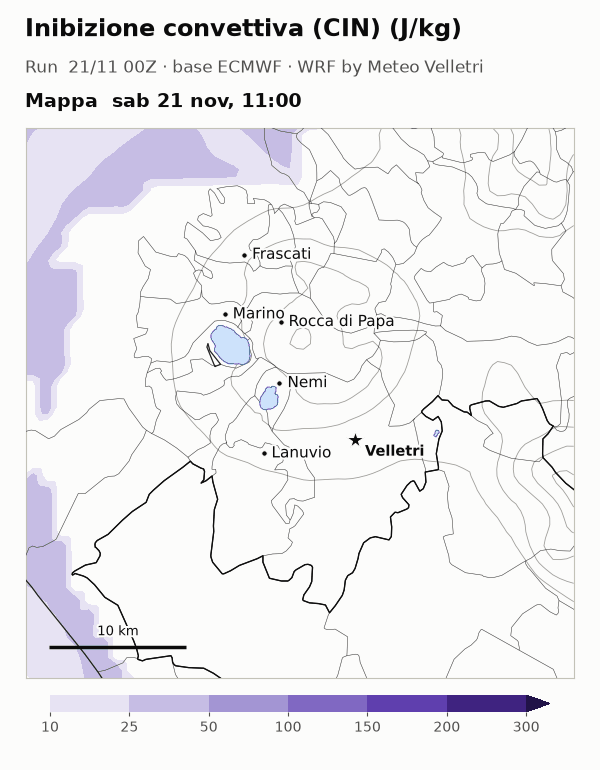 Inibizione convettiva (CIN) (J/kg)
Run  21/11 00Z · base ECMWF · WRF by Meteo Velletri
Mappa  sab 21 nov, 11:00
Frascati
Marino
Rocca di Papa
Nemi
Velletri
Lanuvio
10 km
10 25 50 100 150 200 300